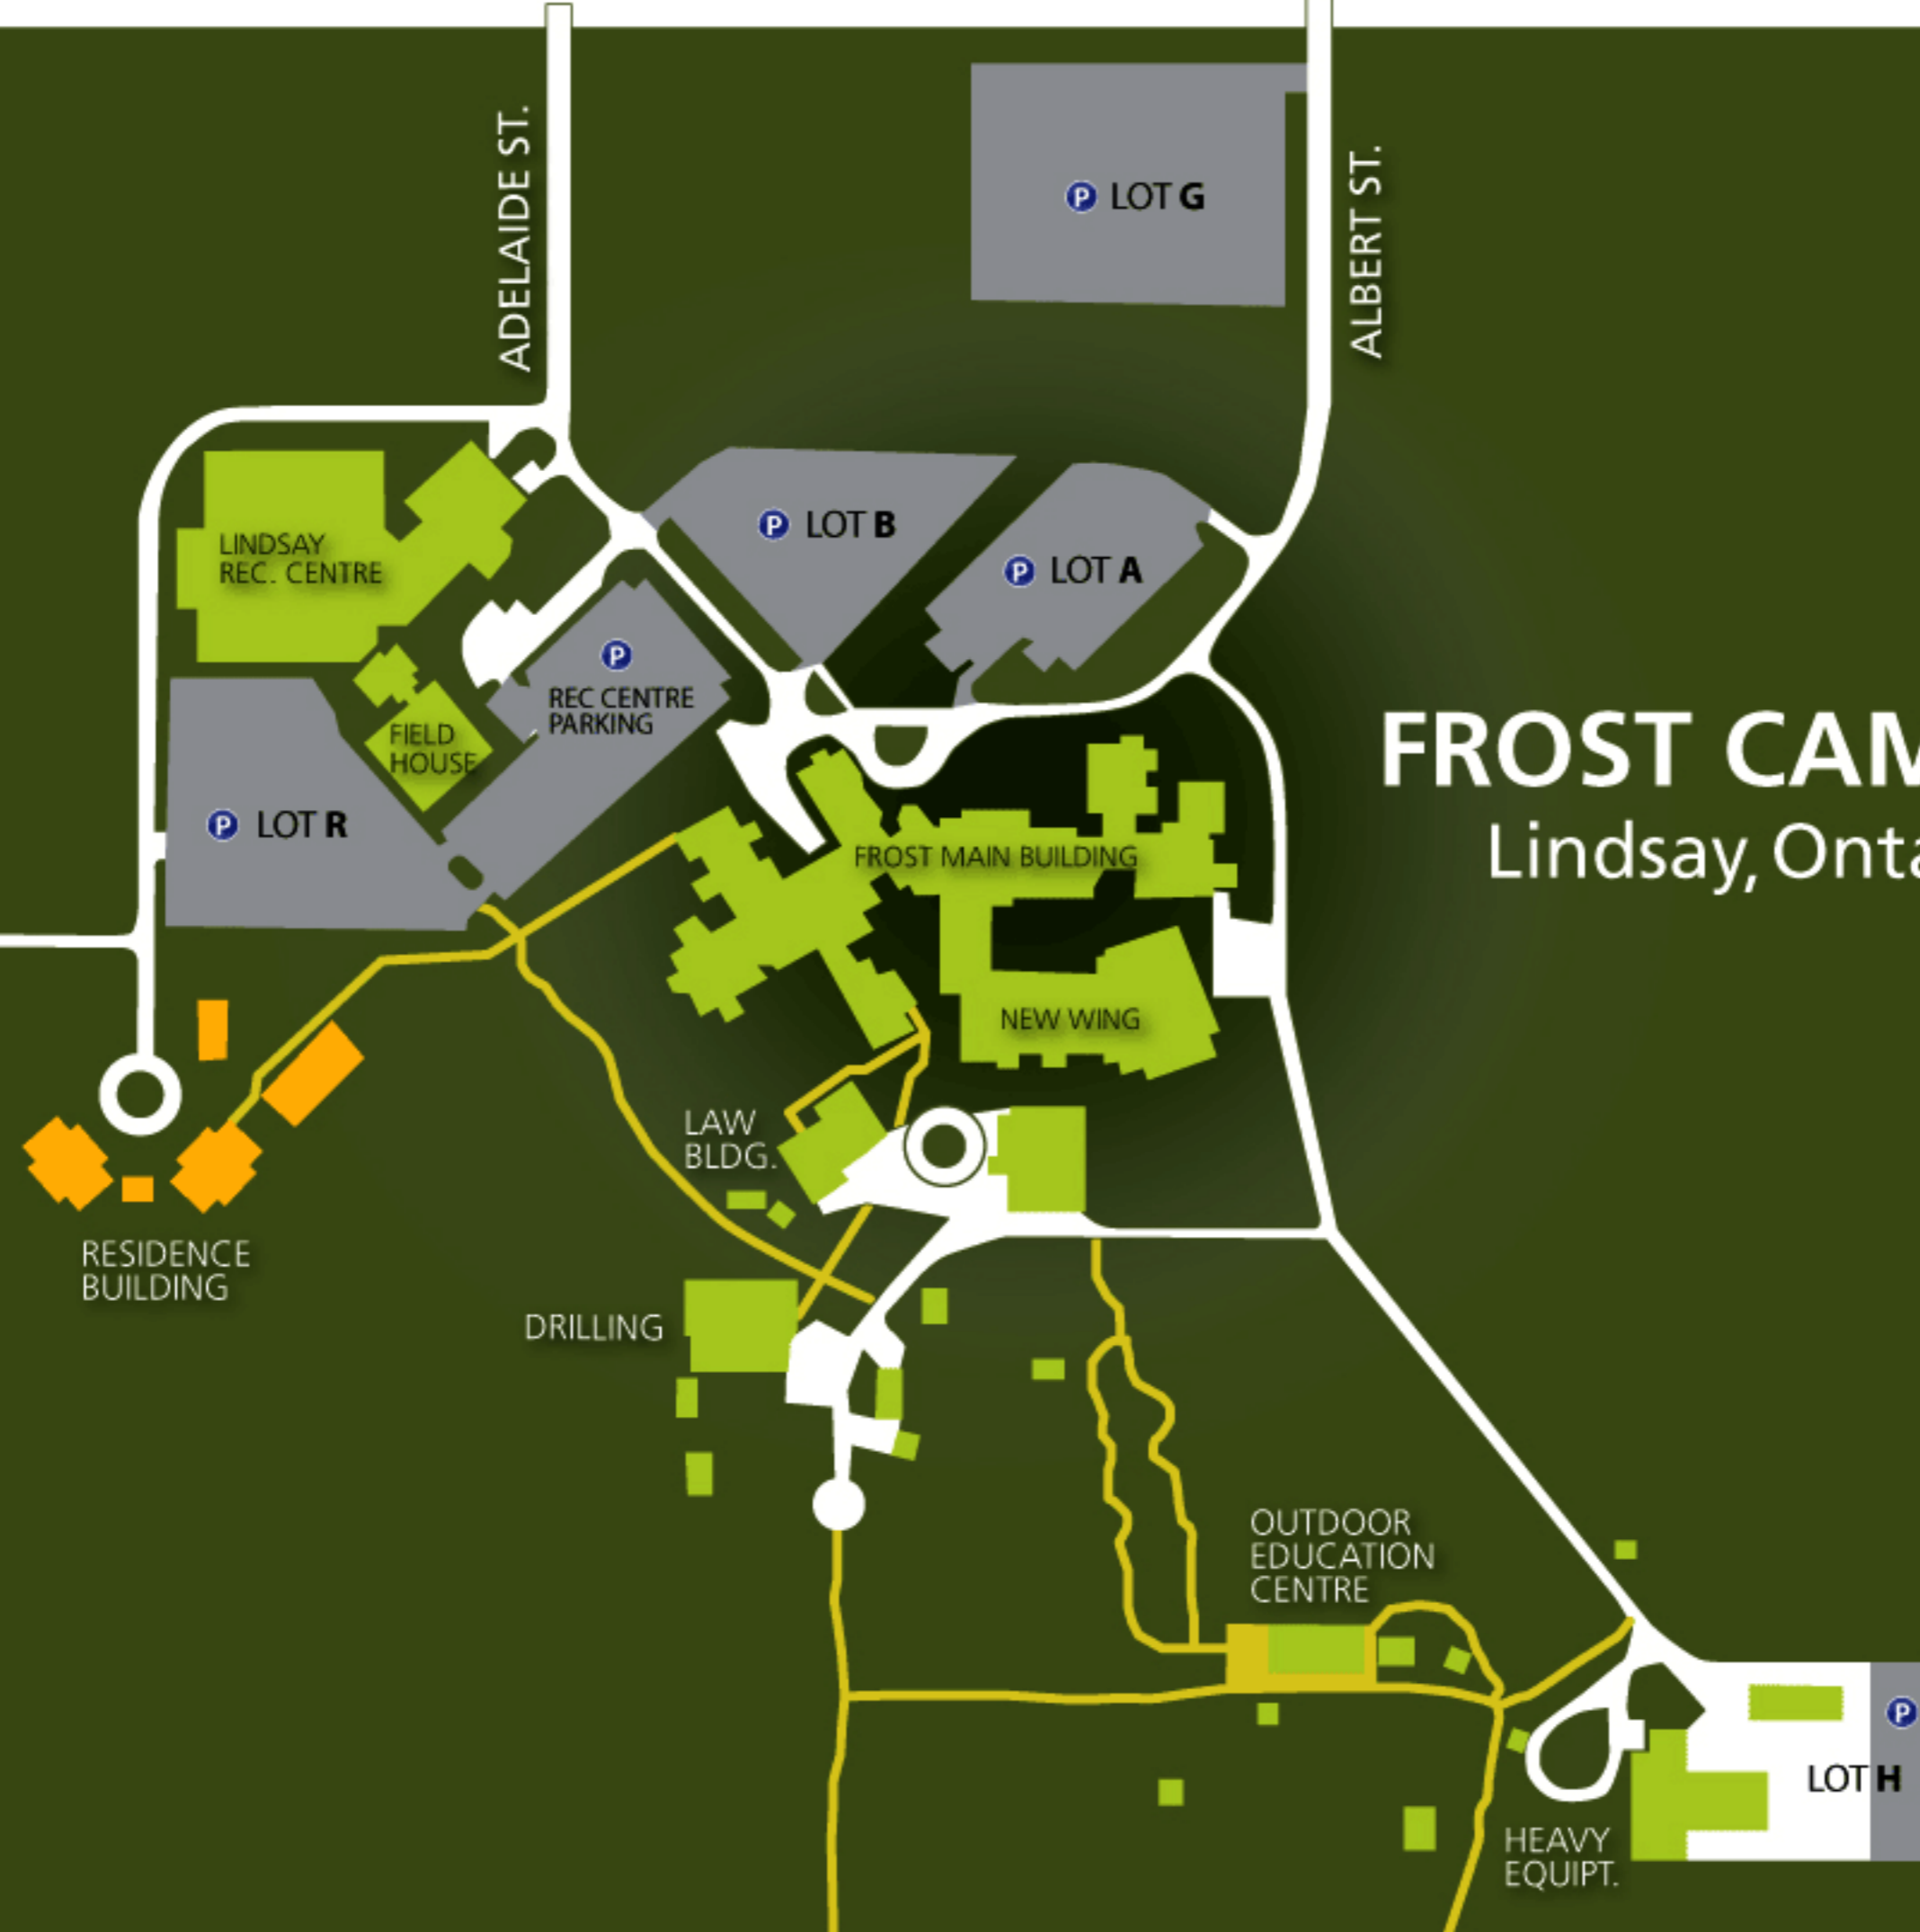 ADELAIDE ST.
ALBERT ST.
P LOT G
P LOT B
P LOT A
LINDSAY
REC. CENTRE
P
REC CENTRE
PARKING
FIELD
HOUSE
P LOT R
FROST CAM
Lindsay, Onta
FROST MAIN BUILDING
NEW WING
LAW
BLDG.
RESIDENCE
BUILDING
DRILLING
OUTDOOR
EDUCATION
CENTRE
P
LOT H
HEAVY
EQUIPT.